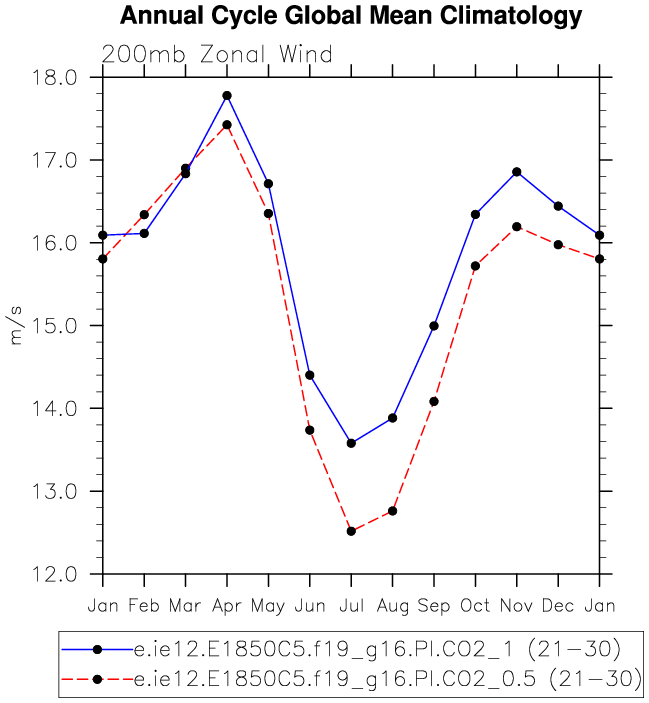 Annual Cycle Global Mean Climatology
200mb Zonal Wind
18.0
17.0
16.0
15.0
14.0
13.0
12.0
m/s
Jan Feb Mar Apr May Jun Jul Aug Sep Oct Nov Dec Jan
e.ie12.E1850C5.f19_g16.PI.CO2_1 (21-30)
e.ie12.E1850C5.f19_g16.PI.CO2_0.5 (21-30)